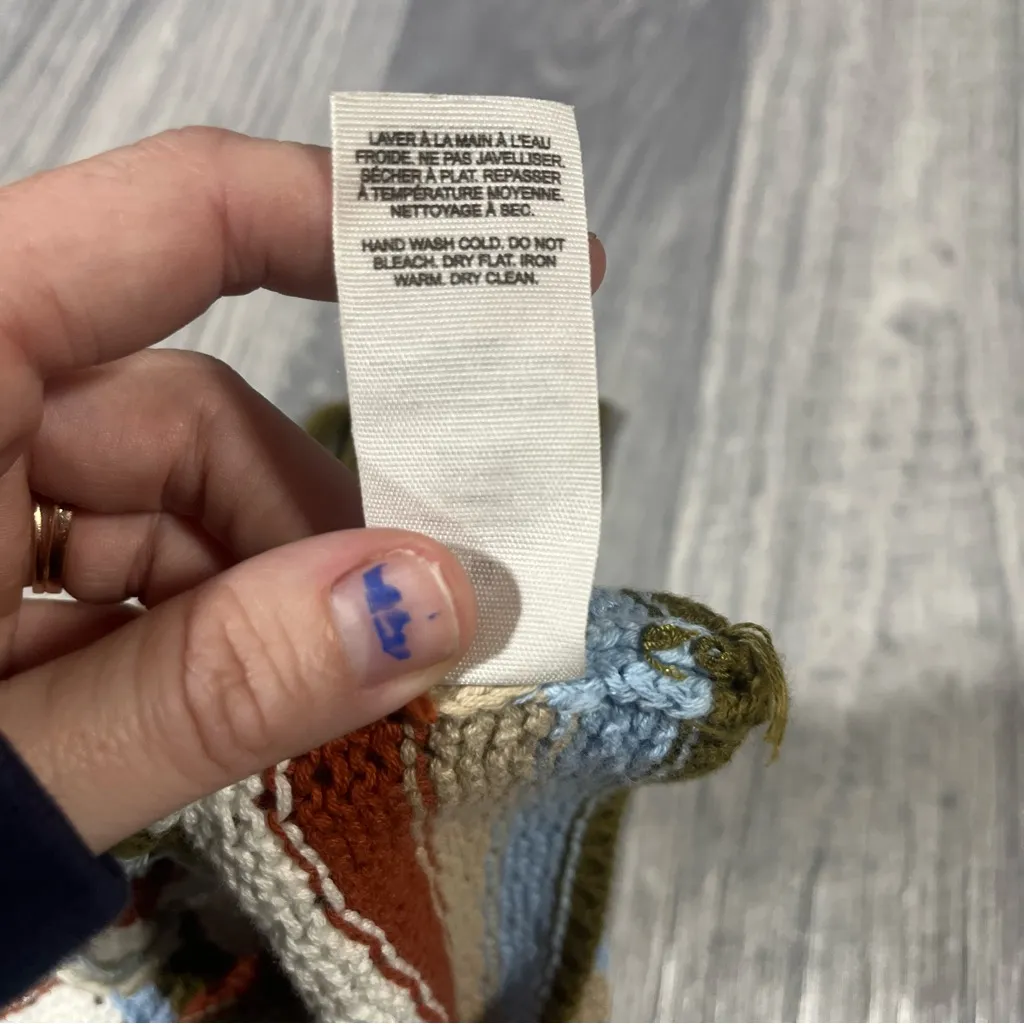 LAVER À LA MAIN À L'EAU
FROIDE. NE PAS JAVELLISER.
SÉCHER À PLAT. REPASSER
À TEMPÉRATURE MOYENNE.
NETTOYAGE À SEC.
HAND WASH COLD. DO NOT
BLEACH. DRY FLAT. IRON
WARM. DRY CLEAN.